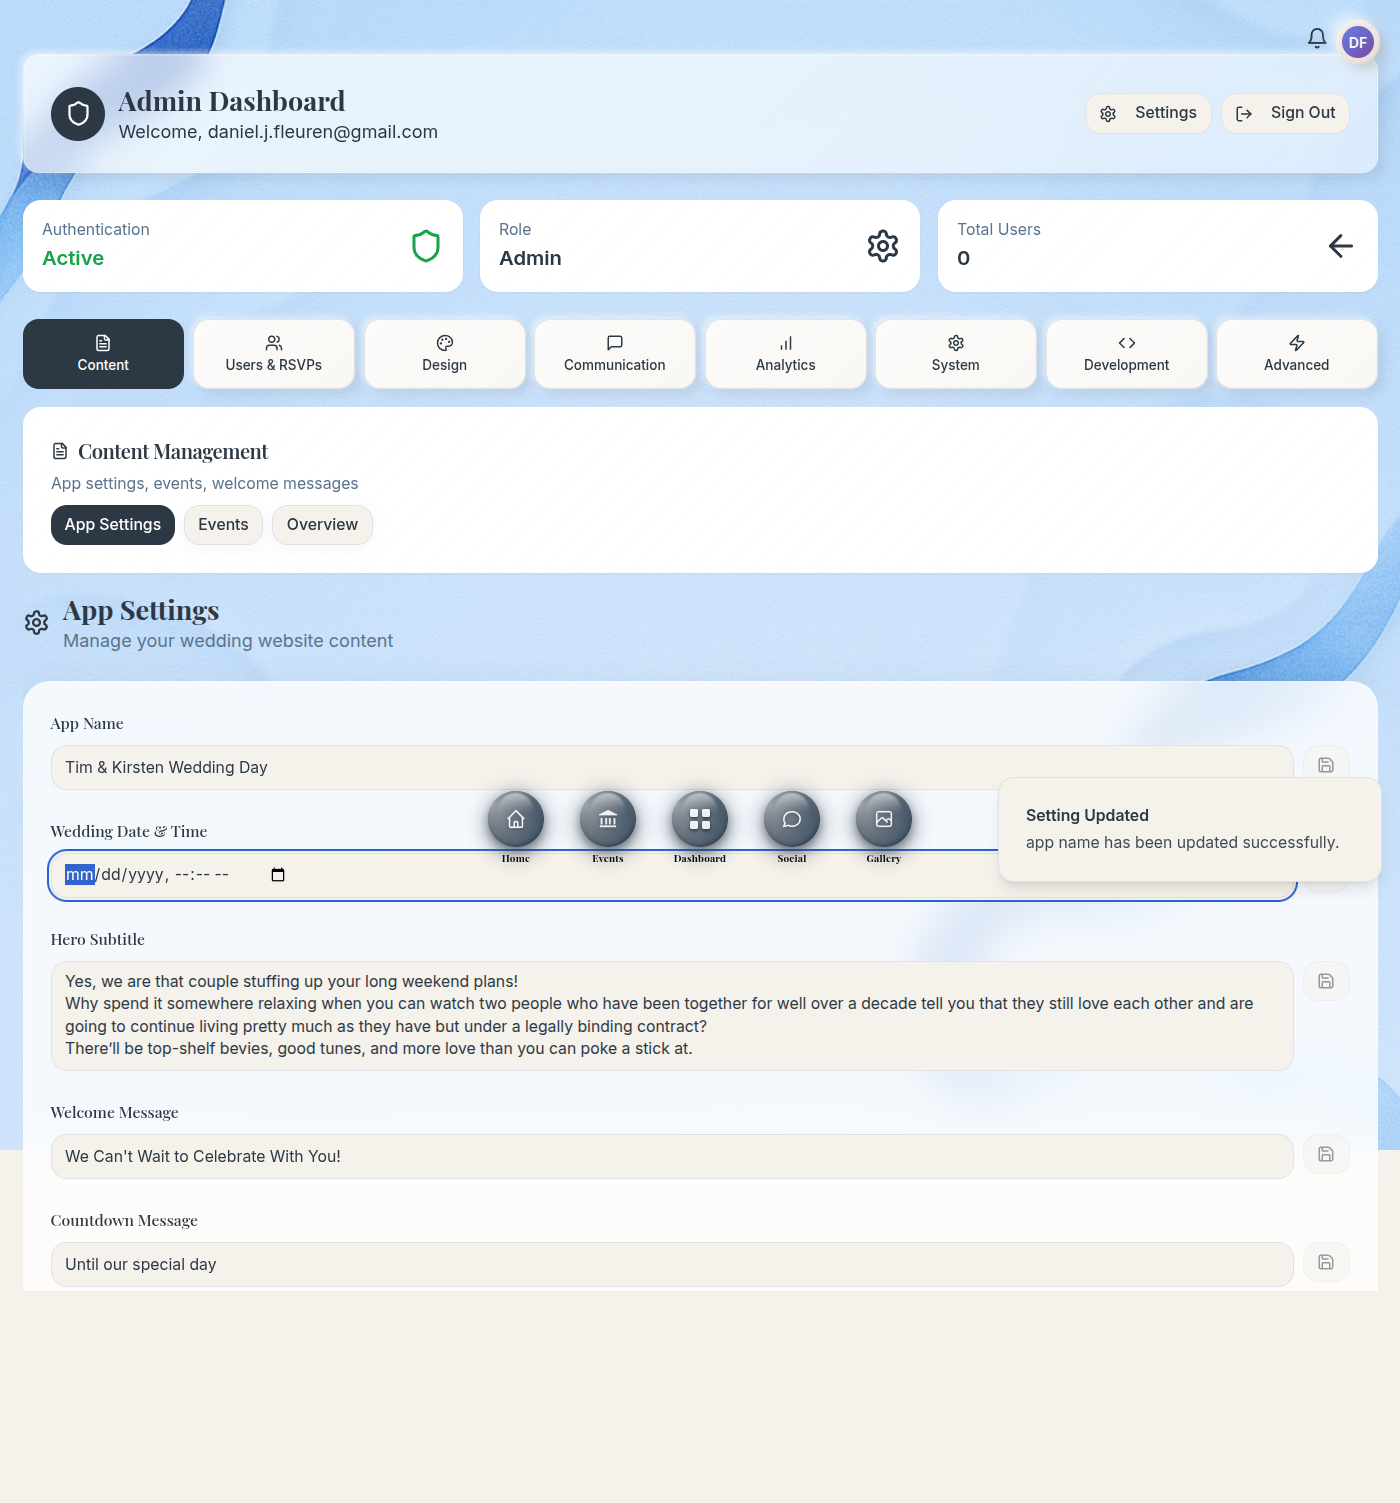 DF
Admin Dashboard
Welcome, daniel.j.fleuren@gmail.com
Settings
Sign Out
Authentication
Active
Role
Admin
Total Users
0
Content
Users & RSVPs
Design
Communication
Analytics
System
Development
Advanced
Content Management
App settings, events, welcome messages
App Settings
Events
Overview
App Settings
Manage your wedding website content
App Name
Tim & Kirsten Wedding Day
Wedding Date & Time
mm/dd/yyyy, --:-- --
Home
Events
Dashboard
Social
Gallery
Setting Updated
app name has been updated successfully.
Hero Subtitle
Yes, we are that couple stuffing up your long weekend plans!
Why spend it somewhere relaxing when you can watch two people who have been together for well over a decade tell you that they still love each other and are
going to continue living pretty much as they have but under a legally binding contract?
There’ll be top-shelf bevies, good tunes, and more love than you can poke a stick at.
Welcome Message
We Can't Wait to Celebrate With You!
Countdown Message
Until our special day